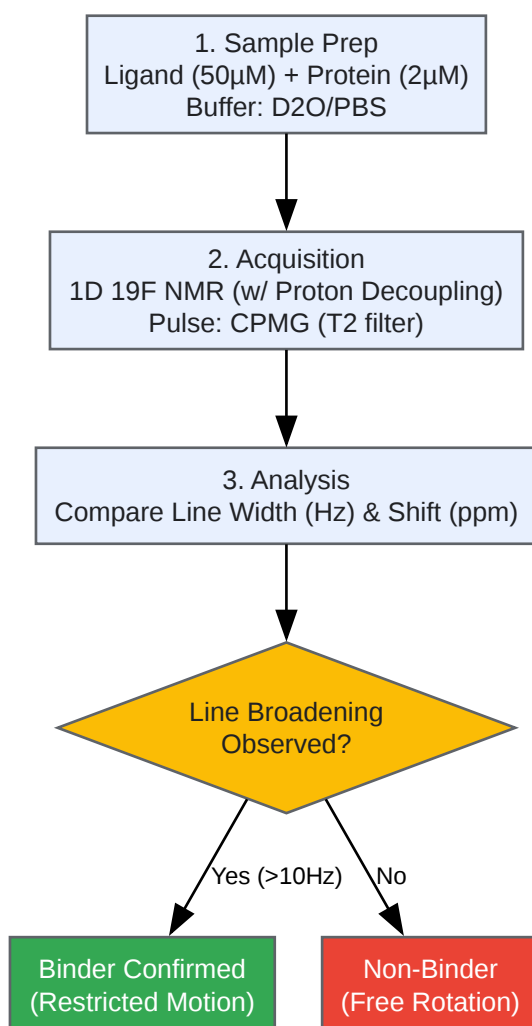 1. Sample Prep
Ligand (50µM) + Protein (2µM)
Buffer: D2O/PBS
2. Acquisition
1D 19F NMR (w/ Proton Decoupling)
Pulse: CPMG (T2 filter)
3. Analysis
Compare Line Width (Hz) & Shift (ppm)
Line Broadening
Observed?
Yes (>10Hz)
No
Binder Confirmed
(Restricted Motion)
Non-Binder
(Free Rotation)